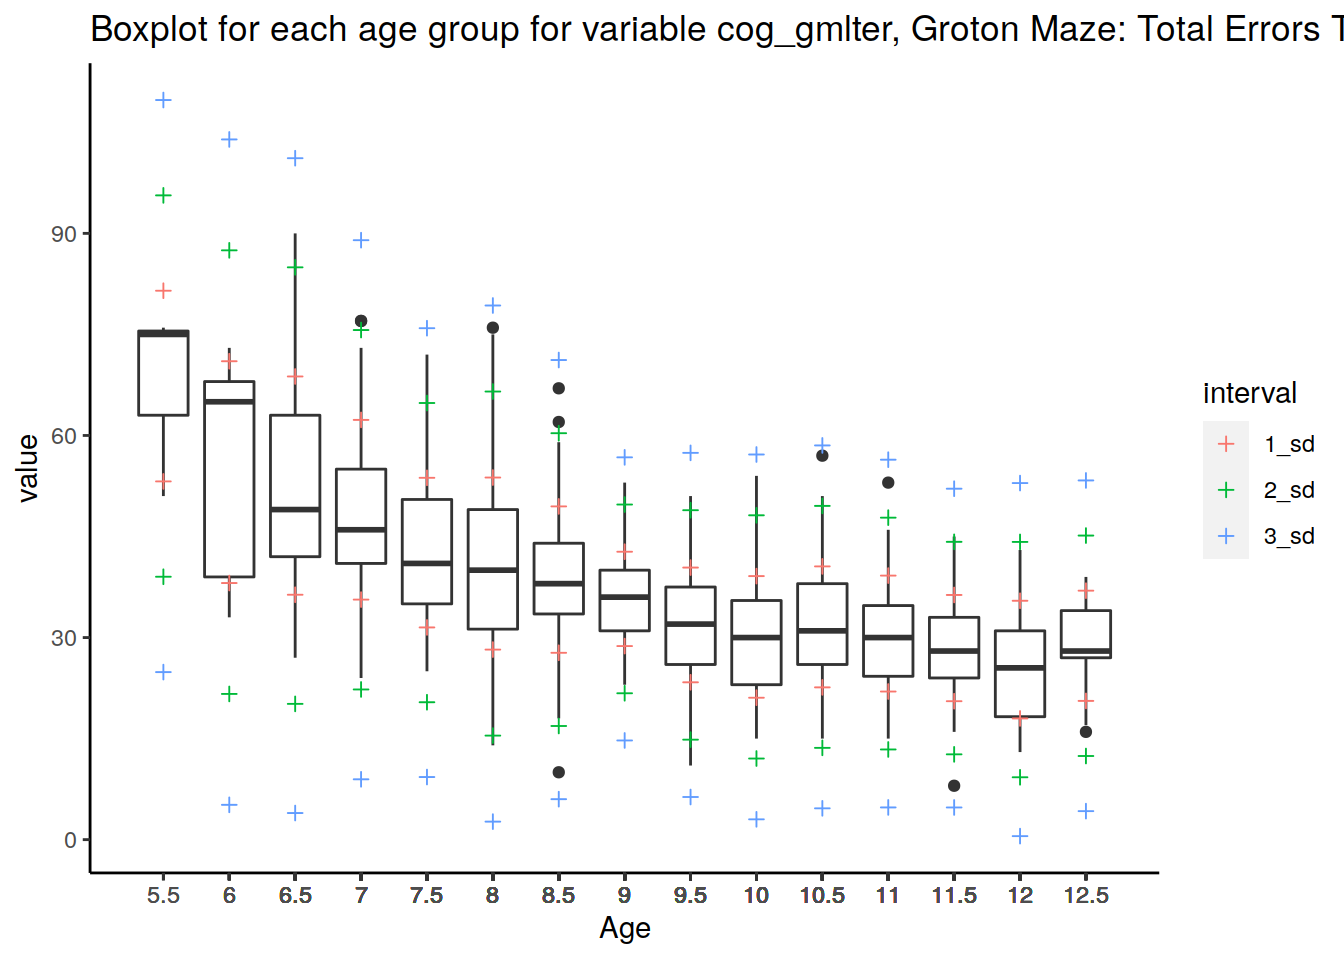 Boxplot for each age group for variable cog_gmlter, Groton Maze: Total Errors T
value
90
60
30
0
5.5 6 6.5 7 7.5 8 8.5 9 9.5 10 10.5 11 11.5 12 12.5
Age
interval
1_sd
2_sd
3_sd